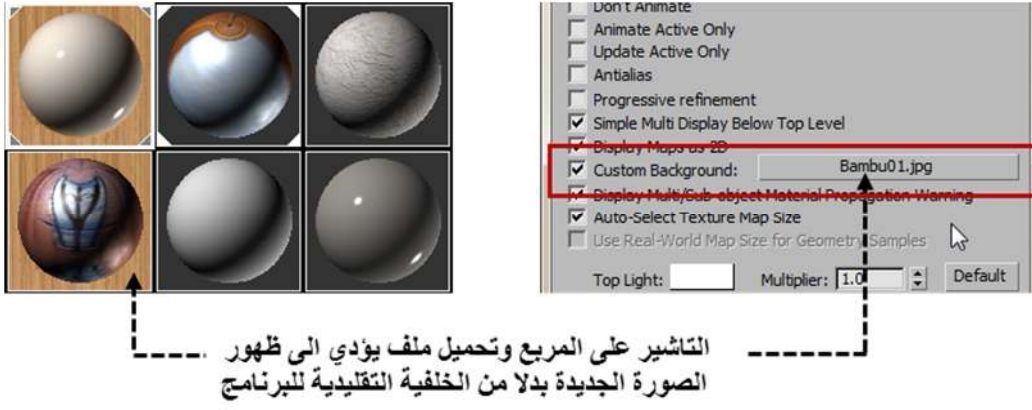 Don't Animate
Animate Active Only
Update Active Only
Antialias
Progressive refinement
Simple Multi Display Below Top Level
Display Maps as 2D
Custom Background: Bambu01.jpg
Display Multi/Sub-object Material Propagation Warning
Auto-Select Texture Map Size
Use Real-World Map Size for Geometry Samples
Top Light: Multiplier: 1.0 Default
التاشير على المربع وتحميل ملف يؤدي الى ظهور
الصورة الجديدة بدلا من الخلفية التقليدية للبرنامج